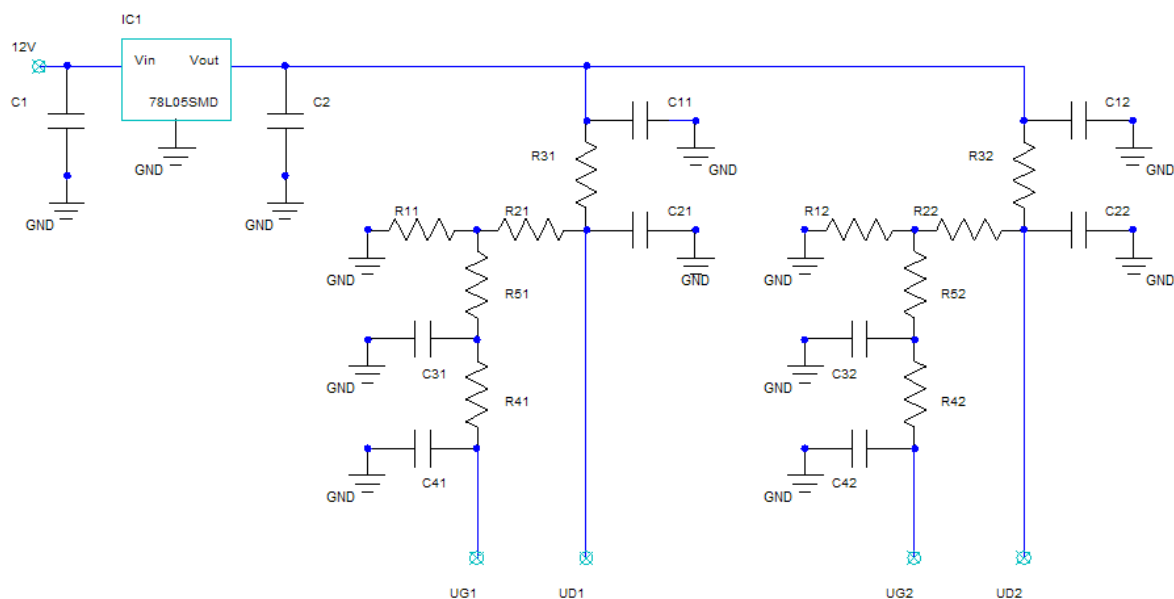 IC1
12V
Vin
Vout
C1
78L05SMD
C2
C11
C12
GND
R31
GND
R32
GND
GND
GND
R11
R21
C21
R12
R22
C22
GND
GND
GND
GND
R51
R52
C31
C32
GND
GND
R41
R42
C41
C42
GND
GND
UG1
UD1
UG2
UD2